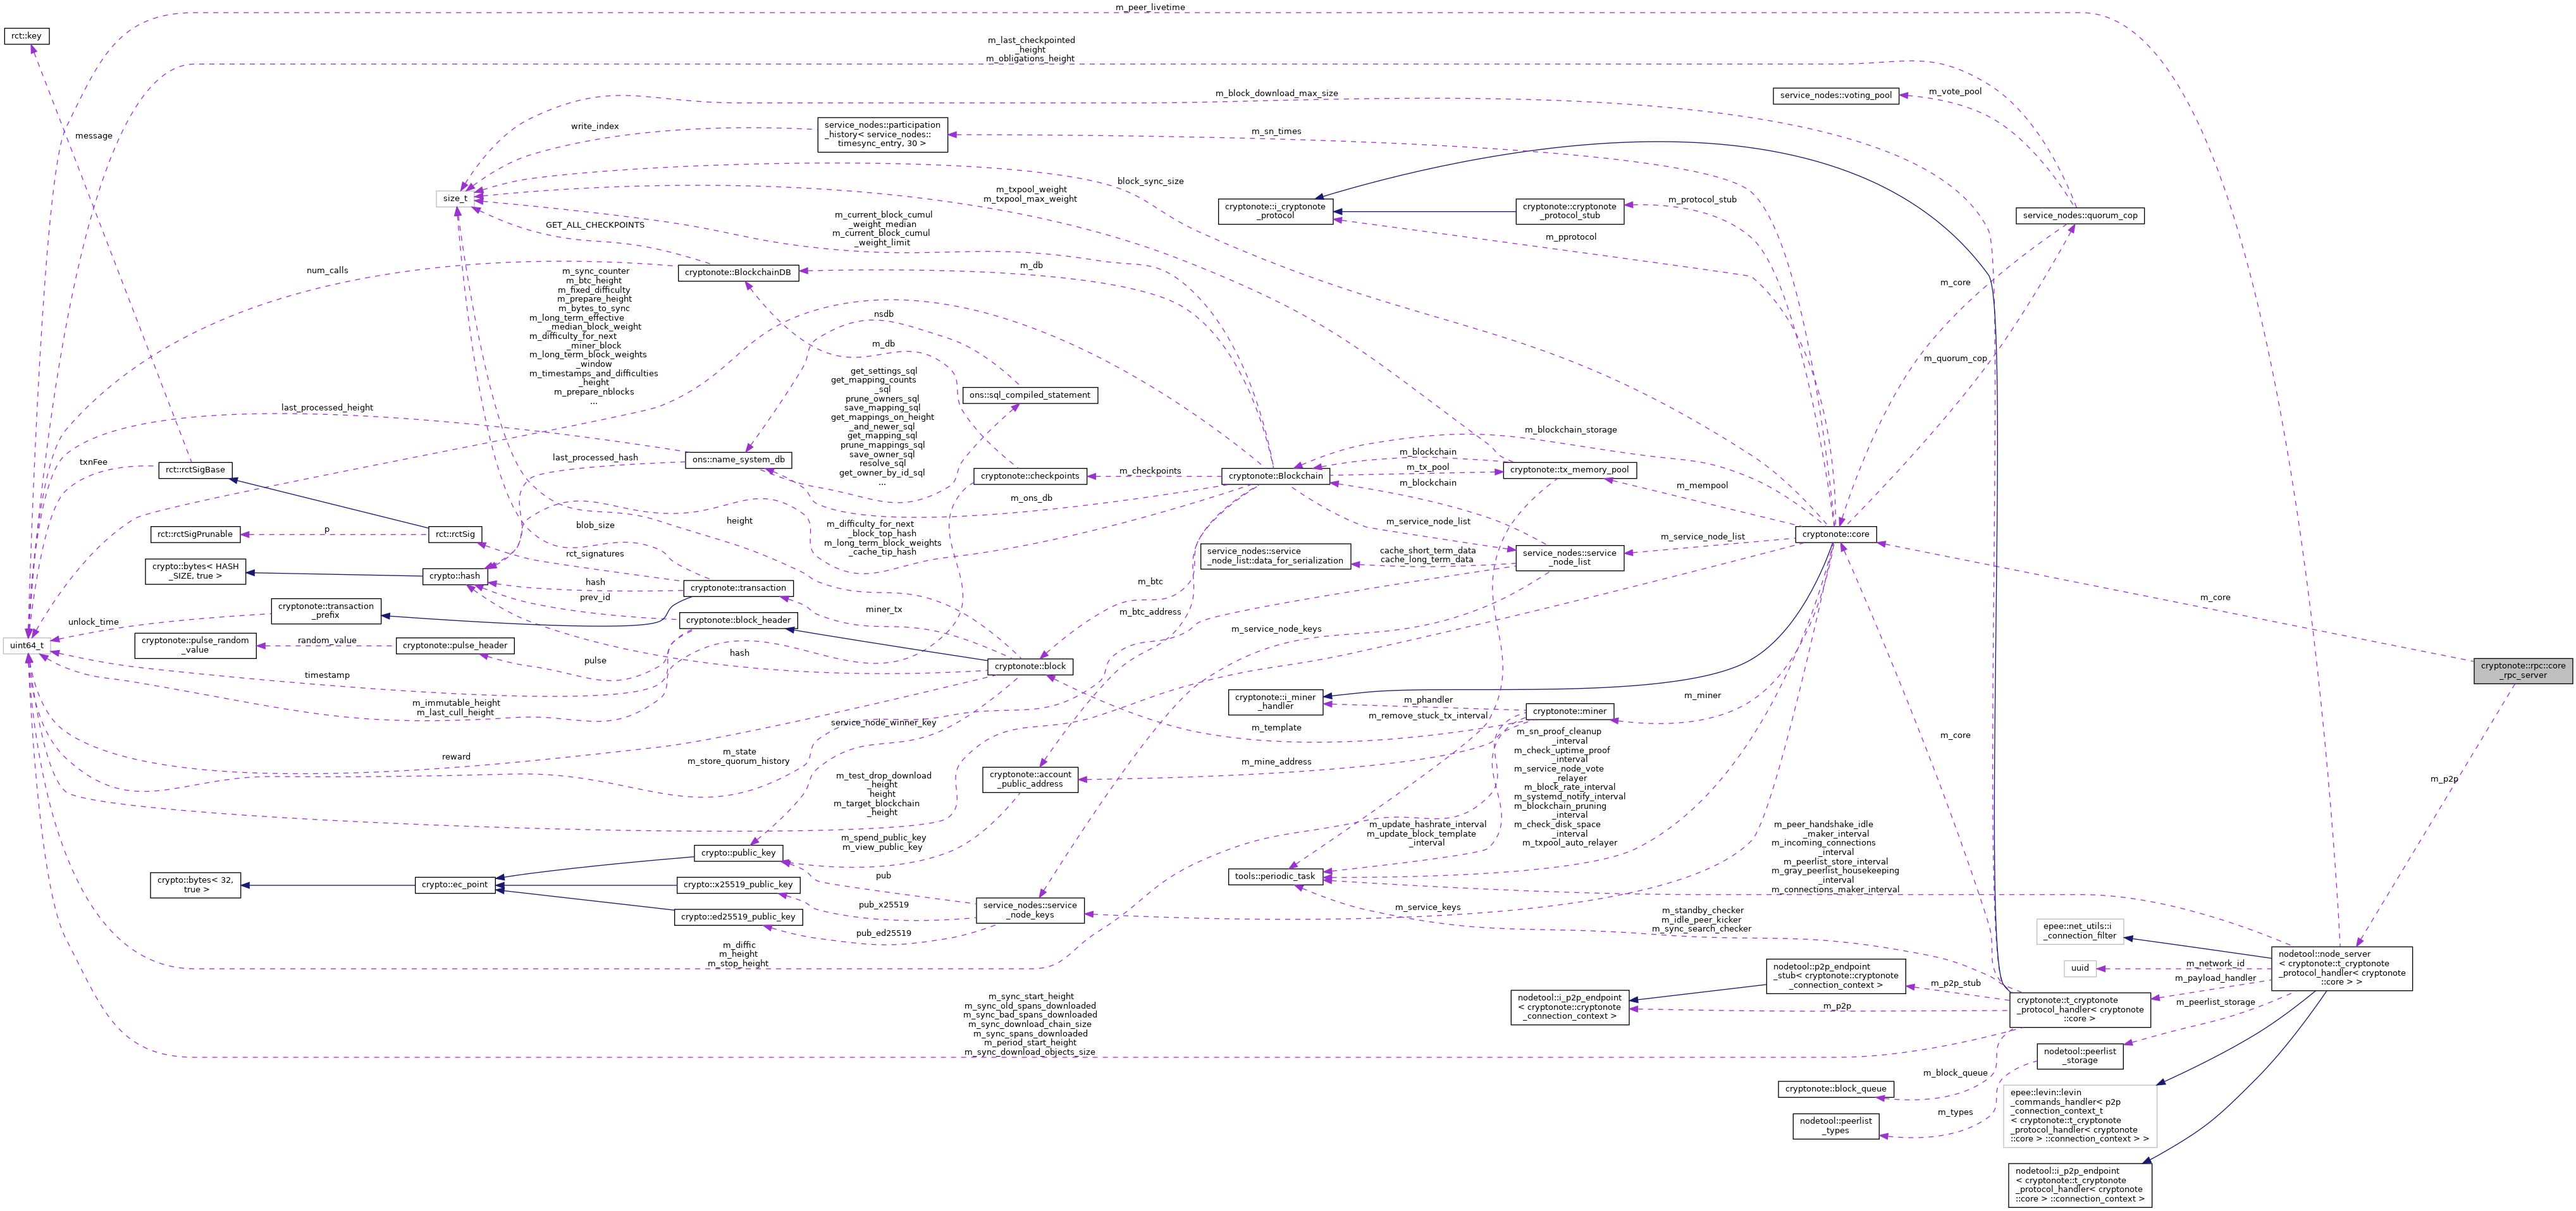 m_peer_livetime
rct::key
m_last_checkpointed
_height
m_obligations_height
service_nodes::voting_pool
m_vote_pool
m_block_download_max_size
service_nodes::participation
_history< service_nodes::
timesync_entry, 30 >
write_index
m_sn_times
message
block_sync_size
m_txpool_weight
m_txpool_max_weight
size_t
cryptonote::i_cryptonote
_protocol
cryptonote::cryptonote
_protocol_stub
m_protocol_stub
service_nodes::quorum_cop
m_current_block_cumul
_weight_median
m_current_block_cumul
_weight_limit
GET_ALL_CHECKPOINTS
m_pprotocol
num_calls
cryptonote::BlockchainDB
m_db
m_core
m_sync_counter
m_btc_height
m_fixed_difficulty
m_prepare_height
m_bytes_to_sync
m_long_term_effective
_median_block_weight
m_difficulty_for_next
_miner_block
m_long_term_block_weights
_window
m_timestamps_and_difficulties
_height
m_prepare_nblocks
...
nsdb
m_db
m_quorum_cop
get_settings_sql
get_mapping_counts
_sql
prune_owners_sql
save_mapping_sql
get_mappings_on_height
_and_newer_sql
get_mapping_sql
prune_mappings_sql
save_owner_sql
resolve_sql
get_owner_by_id_sql
...
ons::sql_compiled_statement
last_processed_height
m_blockchain_storage
txnFee
rct::rctSigBase
last_processed_hash
ons::name_system_db
cryptonote::checkpoints
m_checkpoints
cryptonote::Blockchain
m_blockchain
m_tx_pool
m_blockchain
cryptonote::tx_memory_pool
m_mempool
m_ons_db
rct::rctSigPrunable
p
rct::rctSig
blob_size
height
m_difficulty_for_next
_block_top_hash
m_long_term_block_weights
_cache_tip_hash
m_service_node_list
cryptonote::core
rct_signatures
service_nodes::service
_node_list::data_for_serialization
cache_short_term_data
cache_long_term_data
service_nodes::service
_node_list
m_service_node_list
crypto::bytes< HASH
_SIZE, true >
crypto::hash
hash
prev_id
cryptonote::transaction
m_btc
m_core
cryptonote::transaction
_prefix
unlock_time
miner_tx
m_btc_address
cryptonote::block_header
m_service_node_keys
uint64_t
cryptonote::pulse_random
_value
random_value
cryptonote::pulse_header
pulse
hash
cryptonote::block
cryptonote::rpc::core
_rpc_server
timestamp
m_immutable_height
m_last_cull_height
cryptonote::i_miner
_handler
m_phandler
cryptonote::miner
m_miner
m_remove_stuck_tx_interval
service_node_winner_key
m_template
m_core
reward
m_state
m_store_quorum_history
m_sn_proof_cleanup
_interval
m_check_uptime_proof
_interval
m_service_node_vote
_relayer
m_block_rate_interval
m_systemd_notify_interval
m_blockchain_pruning
_interval
m_check_disk_space
_interval
m_txpool_auto_relayer
m_mine_address
cryptonote::account
_public_address
m_p2p
m_test_drop_download
_height
height
m_target_blockchain
_height
m_spend_public_key
m_view_public_key
m_update_hashrate_interval
m_update_block_template
_interval
m_peer_handshake_idle
_maker_interval
m_incoming_connections
_interval
m_peerlist_store_interval
m_gray_peerlist_housekeeping
_interval
m_connections_maker_interval
crypto::public_key
crypto::bytes< 32,
true >
crypto::ec_point
crypto::x25519_public_key
pub
tools::periodic_task
pub_x25519
crypto::ed25519_public_key
service_nodes::service
_node_keys
m_service_keys
pub_ed25519
m_standby_checker
m_idle_peer_kicker
m_sync_search_checker
epee::net_utils::i
_connection_filter
m_diffic
m_height
m_stop_height
nodetool::node_server
< cryptonote::t_cryptonote
_protocol_handler< cryptonote
::core > >
uuid
m_network_id
m_payload_handler
nodetool::p2p_endpoint
_stub< cryptonote::cryptonote
_connection_context >
m_p2p_stub
nodetool::i_p2p_endpoint
< cryptonote::cryptonote
_connection_context >
m_p2p
cryptonote::t_cryptonote
_protocol_handler< cryptonote
::core >
m_peerlist_storage
m_sync_start_height
m_sync_old_spans_downloaded
m_sync_bad_spans_downloaded
m_sync_download_chain_size
m_sync_spans_downloaded
m_period_start_height
m_sync_download_objects_size
nodetool::peerlist
_storage
m_block_queue
cryptonote::block_queue
m_types
nodetool::peerlist
_types
epee::levin::levin
_commands_handler< p2p
_connection_context_t
< cryptonote::t_cryptonote
_protocol_handler< cryptonote
::core > ::connection_context > >
nodetool::i_p2p_endpoint
< cryptonote::t_cryptonote
_protocol_handler< cryptonote
::core > ::connection_context >